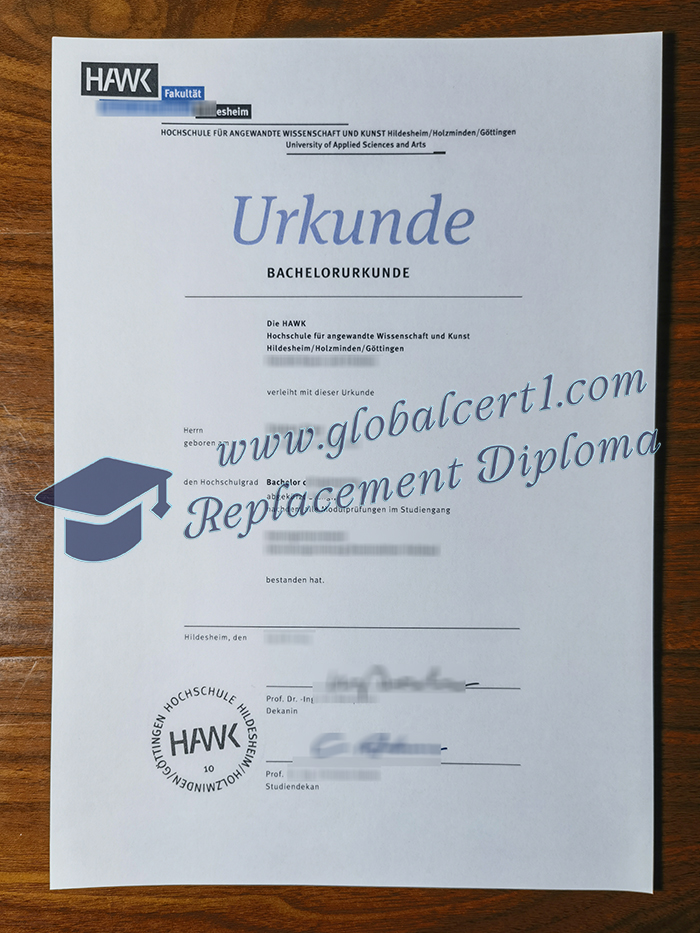 HAWK
Fakultät
esheim
HOCHSCHULE FÜR ANGEWANDTE WISSENSCHAFT UND KUNST Hildesheim/Holzminden/Göttingen
University of Applied Sciences and Arts
Urkunde
BACHELORURKUNDE
Die HAWK
Hochschule für angewandte Wissenschaft und Kunst
Hildesheim/Holzminden/Göttingen
verleiht mit dieser Urkunde
Herrn
geboren
www.globalcert1.com
den Hochschulgrad Bachelor
Replacement Diploma
Modulprüfungen im Studiengang
bestanden hat.
Hildesheim, den
Prof. Dr. -Ing
Dekanin
Prof.
Studiendekan
HOCHSCHULE HILDESHEIM/HOLZMINDEN/GÖTTINGEN
HAWK
10